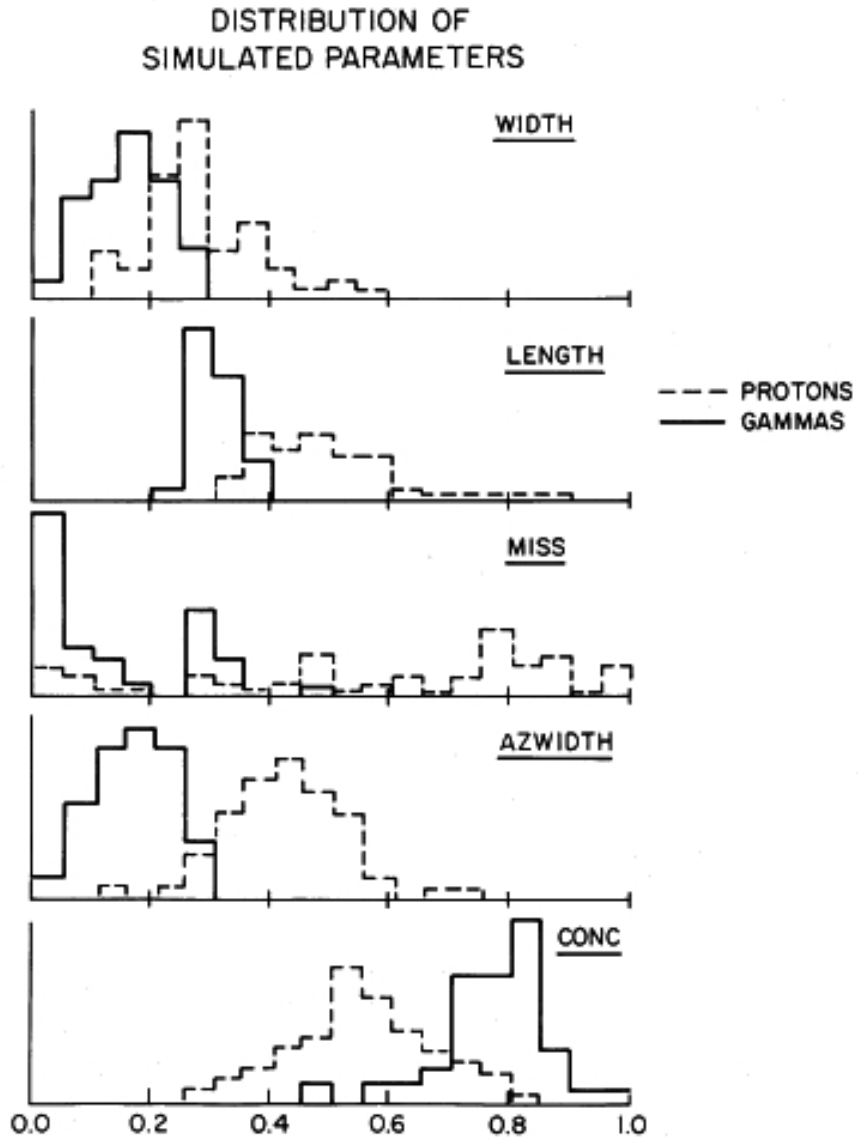 DISTRIBUTION OF
SIMULATED PARAMETERS
WIDTH
LENGTH
PROTONS
GAMMAS
MISS
AZWIDTH
CONC
0.0 0.2 0.4 0.6 0.8 1.0